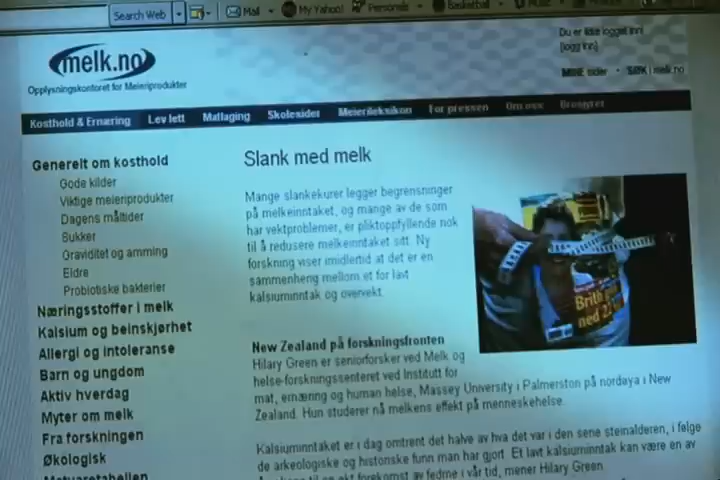 Search Web
Mail
My Yahoo!
Personals
Basketball
melk.no
Opplysningskontoret for Meieriprodukter
Du er ikke logget inn!
(logg inn)
MINE sider • SØK i melk.no
Kosthold & Ernæring Lev lett Matlaging Skolesider Meierileksikon For pressen Om oss Brosjyrer
Generelt om kosthold
Gode kilder
Viktige meieriprodukter
Dagens måltider
Bukker
Graviditet og amming
Eldre
Probiotiske bakterier
Næringsstoffer i melk
Kalsium og beinskjørhet
Allergi og intoleranse
Barn og ungdom
Aktiv hverdag
Myter om melk
Fra forskningen
Økologisk
Matvaretabellen
Slank med melk
Mange slankekurer legger begrensninger
på melkeinntaket, og mange av de som
har vektproblemer, er pliktoppfyllende nok
til å redusere melkeinntaket sitt. Ny
forskning viser imidlertid at det er en
sammenheng mellom et for lavt
kalsiuminntak og overvekt.
Brith
ned 2
New Zealand på forskningsfronten
Hilary Green er seniorforsker ved Melk og
helse-forskningssenteret ved Institutt for
mat, ernæring og human helse, Massey University i Palmerston på nordøya i New
Zealand. Hun studerer nå melkens effekt på menneskehelse.
Kalsiuminntaket er i dag omtrent det halve av hva det var i den sene steinalderen, i følge
de arkeologiske og historiske funn man har gjort. Et lavt kalsiuminntak kan være en av
til en økt forekomst av fedme i vår tid, mener Hilary Green